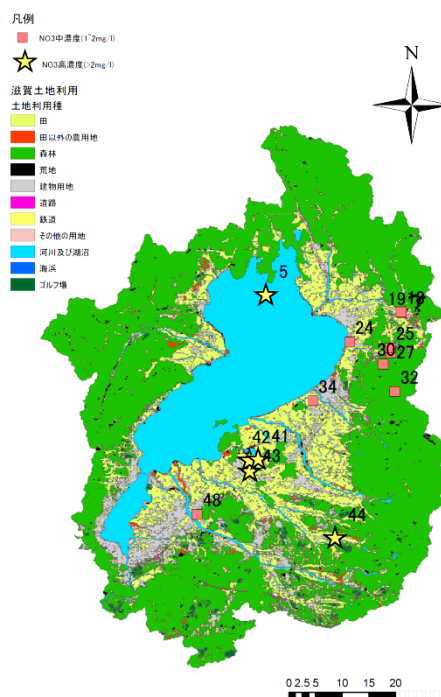 凡例
NO3中濃度(1~2mg/l)
NO3高濃度(>2mg/l)
滋賀土地利用
土地利用種
田
田以外の農用地
森林
荒地
建物用地
道路
鉄道
その他の用地
河川及び湖沼
海浜
ゴルフ場
N
5
19
24
25
30
27
32
34
42
41
43
44
48
0 2.5 5 10 15 20